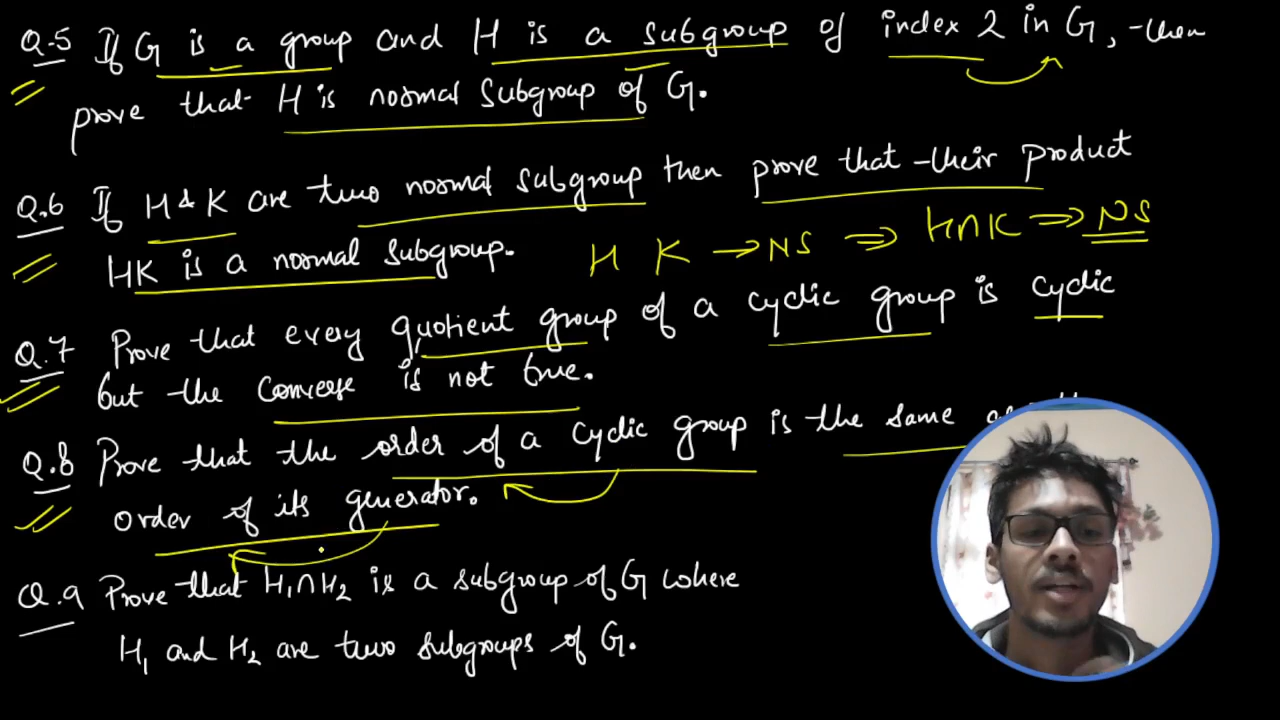 Q.5 If G is a group and H is a subgroup of index 2 in G, then
prove that H is normal subgroup of G.
Q.6 If H & K are two normal subgroup then prove that their product
HK is a normal subgroup. H K → NS ⇒ H∩K ⇒ NS
Q.7 Prove that every quotient group of a cyclic group is cyclic
but the converse is not true.
Q.8 Prove that the order of a cyclic group is the same
order of its generator.
Q.9 Prove that H₁∩H₂ is a subgroup of G where
H₁ and H₂ are two subgroups of G.